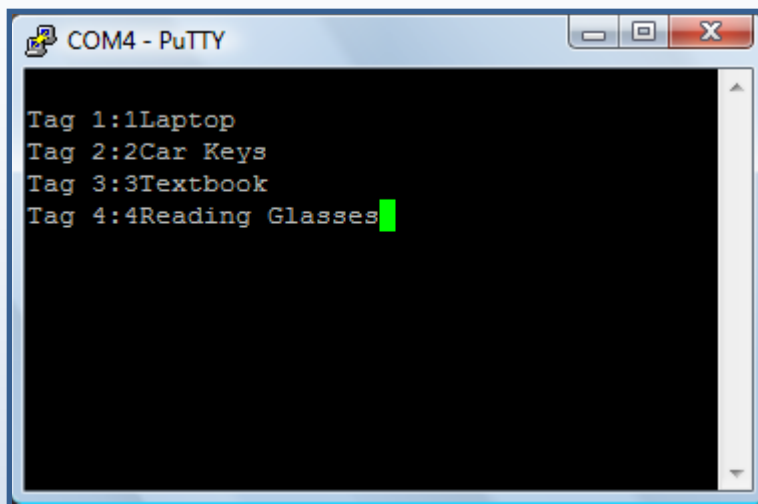 COM4 - PuTTY
Tag 1:1Laptop
Tag 2:2Car Keys
Tag 3:3Textbook
Tag 4:4Reading Glasses